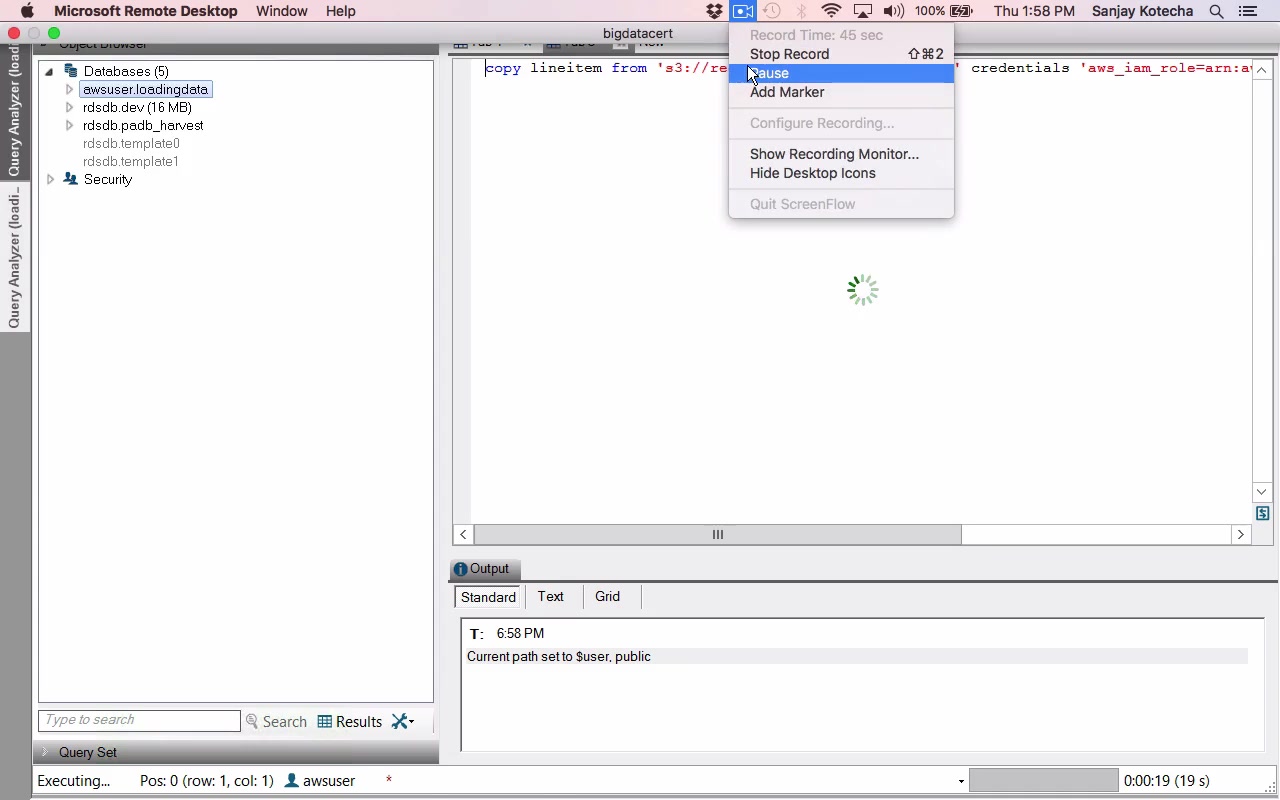 Microsoft Remote Desktop Window Help 100% Thu 1:58 PM Sanjay Kotecha
bigdatacert
Record Time: 45 sec
Stop Record ⇧⌘2
Pause
Add Marker
Configure Recording...
Show Recording Monitor...
Hide Desktop Icons
Quit ScreenFlow
Query Analyzer (loadi
Query Analyzer (loadi...
Object Browser
Databases (5)
awsuser.loadingdata
rdsdb.dev (16 MB)
rdsdb.padb_harvest
rdsdb.template0
rdsdb.template1
Security
copy lineitem from 's3://re ' credentials 'aws_iam_role=arn:a
Type to search Search Results
Query Set
Output
Standard Text Grid
T: 6:58 PM
Current path set to $user, public
Executing... Pos: 0 (row: 1, col: 1) awsuser * 0:00:19 (19 s)